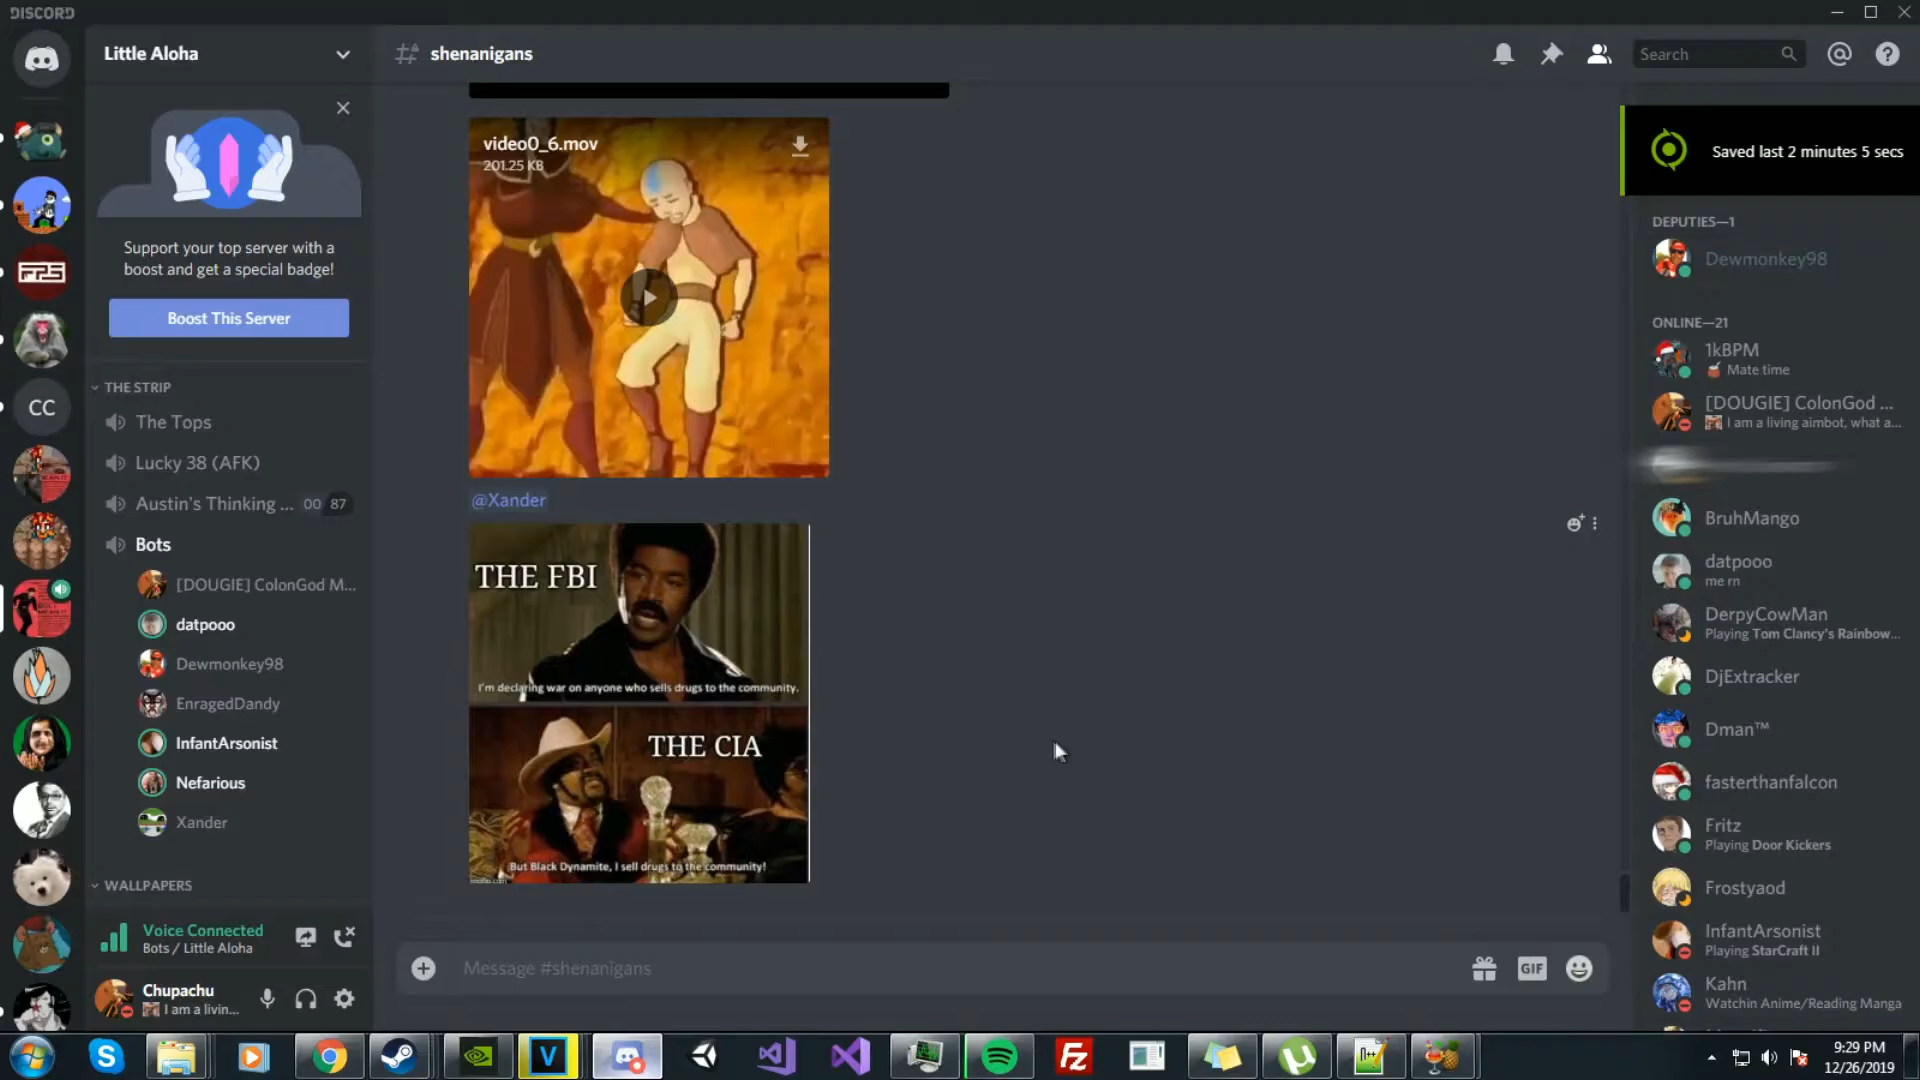 DISCORD
Little Aloha
shenanigans
Search
Support your top server with a
boost and get a special badge!
Boost This Server
THE STRIP
The Tops
Lucky 38 (AFK)
Austin's Thinking ... 00 87
Bots
[DOUGIE] ColonGod M...
datpooo
Dewmonkey98
EnragedDandy
InfantArsonist
Nefarious
Xander
WALLPAPERS
Voice Connected
Bots / Little Aloha
Chupachu
I am a livin...
FPS
CC
video0_6.mov
201.25 KB
@Xander
THE FBI
I'm declaring war on anyone who sells drugs to the community.
THE CIA
But Black Dynamite, I sell drugs to the community!
Message #shenanigans
GIF
Saved last 2 minutes 5 secs
DEPUTIES—1
Dewmonkey98
ONLINE—21
1kBPM
Mate time
[DOUGIE] ColonGod ...
I am a living aimbot, what a...
BruhMango
datpooo
me rn
DerpyCowMan
Playing Tom Clancy's Rainbow...
DjExtracker
Dman™
fasterthanfalcon
Fritz
Playing Door Kickers
Frostyaod
InfantArsonist
Playing StarCraft II
Kahn
Watchin Anime/Reading Manga
9:29 PM
12/26/2019